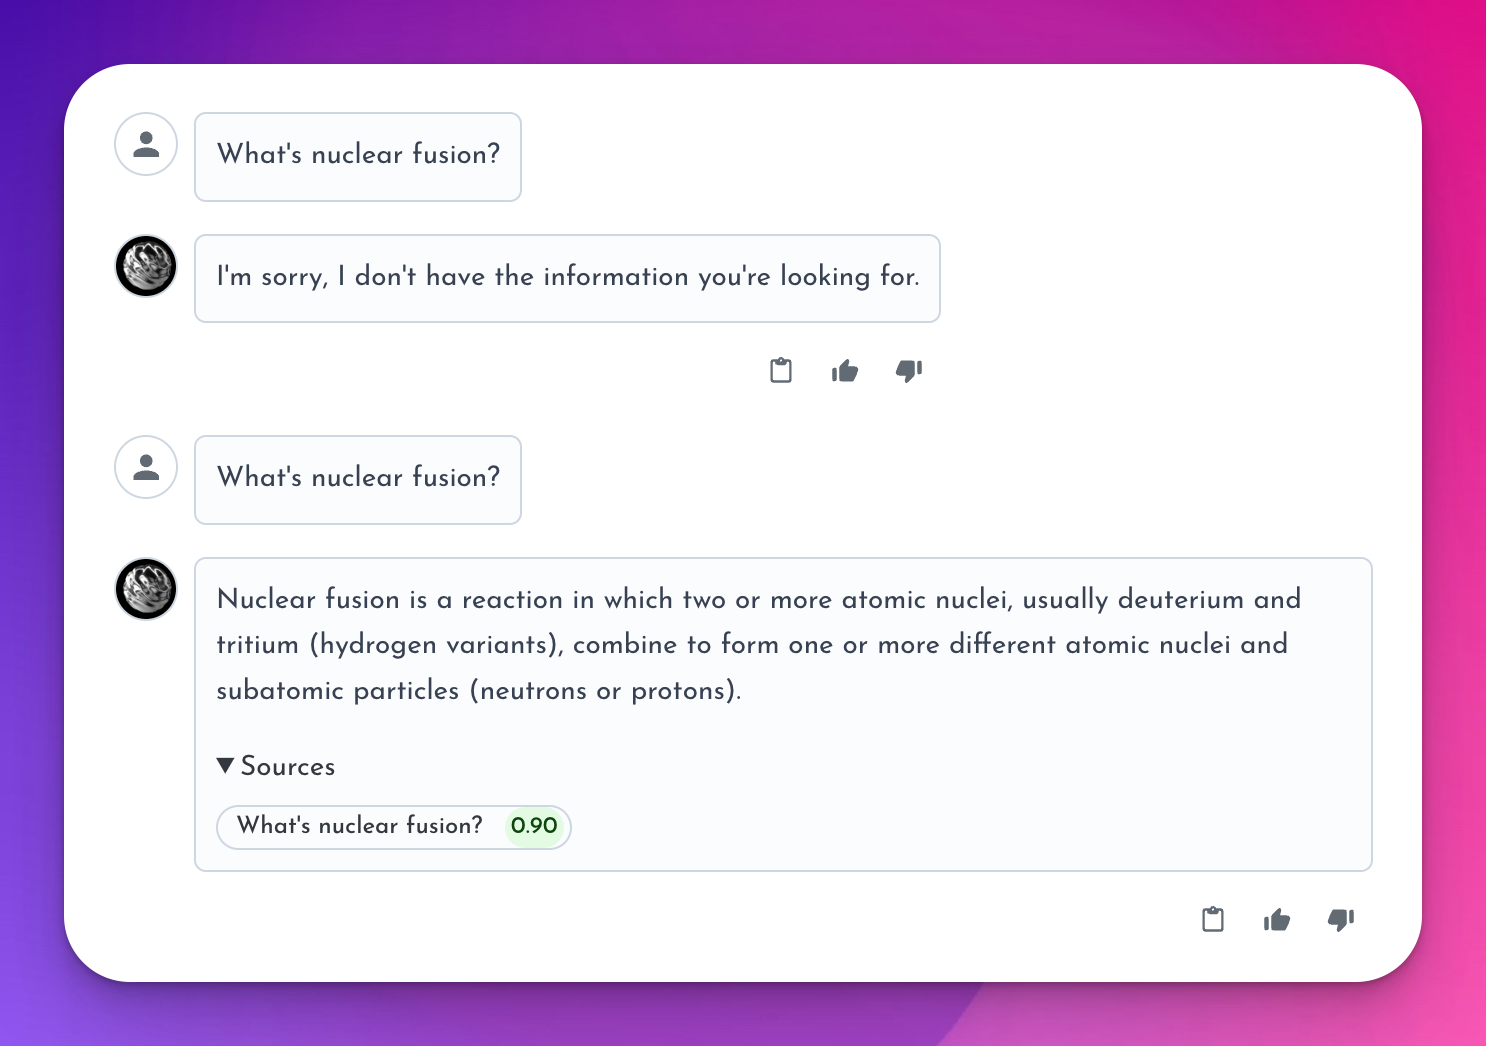 What's nuclear fusion?
I'm sorry, I don't have the information you're looking for.
What's nuclear fusion?
Nuclear fusion is a reaction in which two or more atomic nuclei, usually deuterium and
tritium (hydrogen variants), combine to form one or more different atomic nuclei and
subatomic particles (neutrons or protons).
Sources
What's nuclear fusion? 0.90